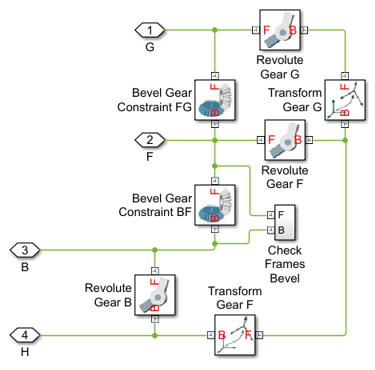 1
G
F
B
Revolute
Gear G
F
B
Bevel Gear
Constraint FG
F
B
Transform
Gear G
2
F
F
B
Revolute
Gear F
F
B
Bevel Gear
Constraint BF
F
B
Check
Frames
Bevel
3
B
F
B
Revolute
Gear B
Transform
Gear F
B
F
4
H